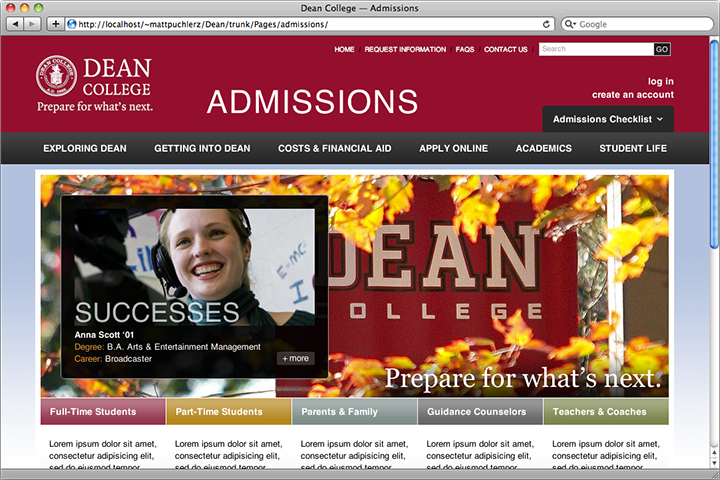 Dean College — Admissions
http://localhost/~mattpuchlerz/Dean/trunk/Pages/admissions/
Google
HOME / REQUEST INFORMATION / FAQS / CONTACT US /
Search
GO
DEAN COLLEGE
DEAN
COLLEGE
Prepare for what's next.
ADMISSIONS
log in
create an account
Admissions Checklist
EXPLORING DEAN
GETTING INTO DEAN
COSTS & FINANCIAL AID
APPLY ONLINE
ACADEMICS
STUDENT LIFE
E=MC
SUCCESSES
Anna Scott ‘01
Degree: B.A. Arts & Entertainment Management
Career: Broadcaster
+ more
DEAN
OLLEGE
Prepare for what’s next.
Full-Time Students
Part-Time Students
Parents & Family
Guidance Counselors
Teachers & Coaches
Lorem ipsum dolor sit amet,
consectetur adipisicing elit,
sed do eiusmod tempor
Lorem ipsum dolor sit amet,
consectetur adipisicing elit,
sed do eiusmod tempor
Lorem ipsum dolor sit amet,
consectetur adipisicing elit,
sed do eiusmod tempor
Lorem ipsum dolor sit amet,
consectetur adipisicing elit,
sed do eiusmod tempor
Lorem ipsum dolor sit amet,
consectetur adipisicing elit,
sed do eiusmod tempor